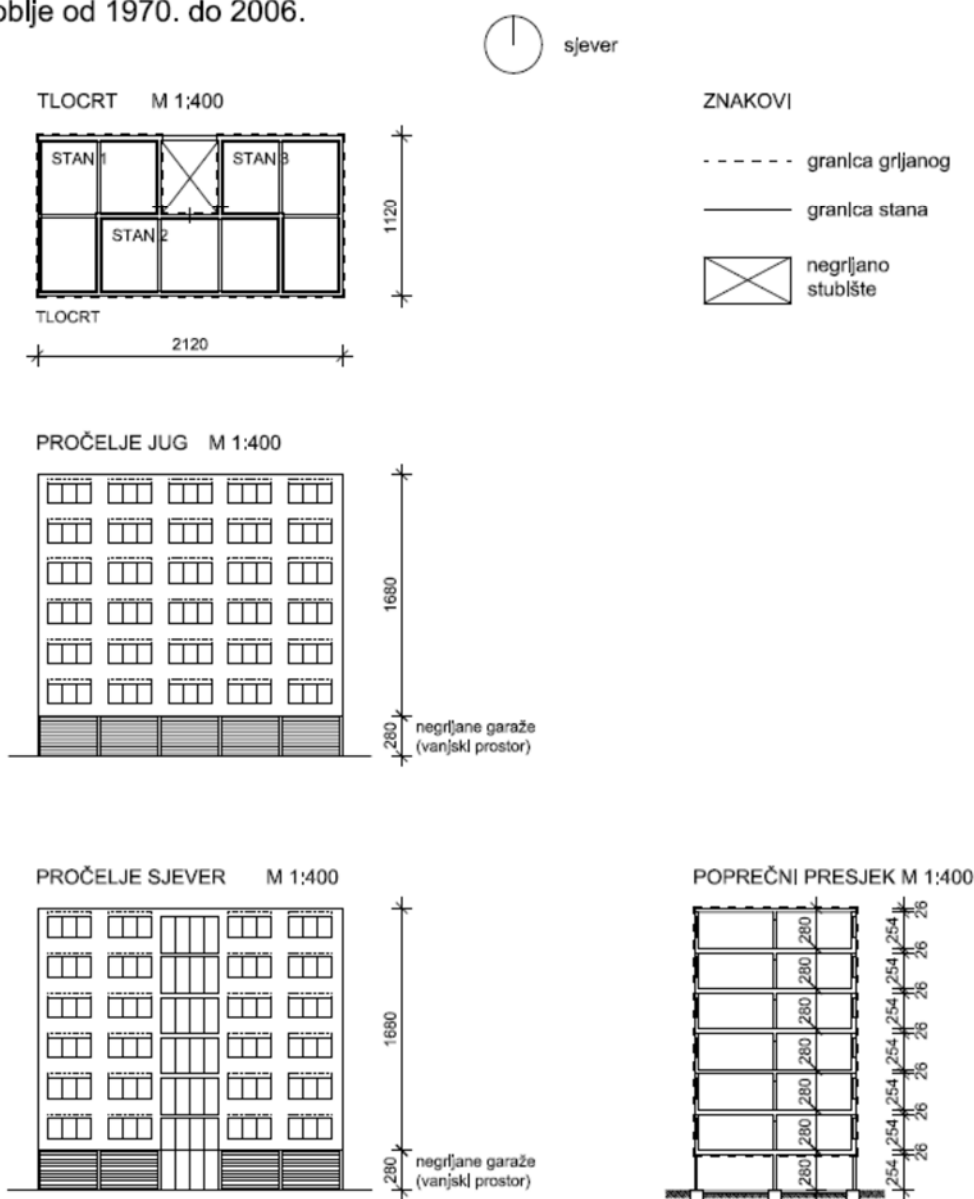 oblje od 1970. do 2006.
sjever
TLOCRT M 1:400
ZNAKOVI
STAN 1
STAN 3
STAN 2
1120
granica grijanog
granica stana
negrijano
stubište
TLOCRT
2120
PROČELJE JUG M 1:400
1680
280
negrijane garaže
(vanjski prostor)
PROČELJE SJEVER M 1:400
1680
280
negrijane garaže
(vanjski prostor)
POPREČNI PRESJEK M 1:400
280
280
280
280
280
280
280
26
254
26
254
26
254
26
254
26
254
26
254
26
254